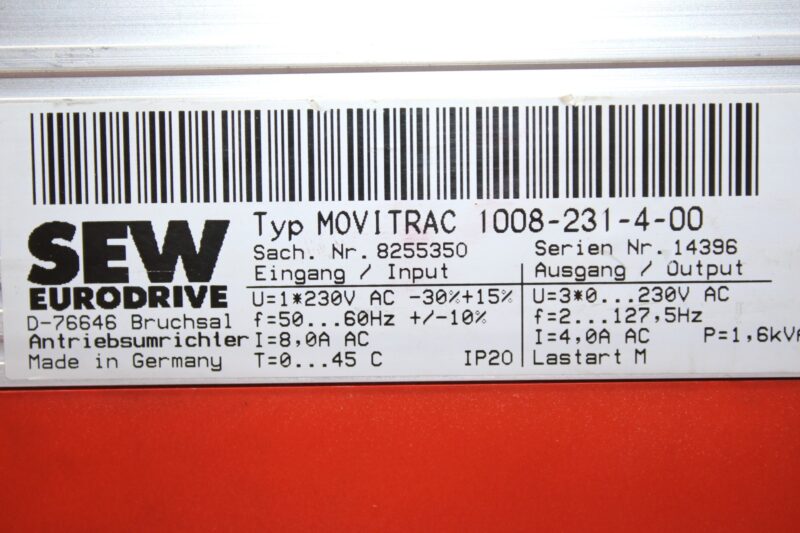 Typ MOVITRAC 1008-231-4-00
SEW
EURODRIVE
D-76646 Bruchsal
Antriebsumrichter
Made in Germany
Sach. Nr. 8255350
Serien Nr. 14396
Eingang / Input
U=1*230V AC -30%+15%
f=50...60Hz +/-10%
I=8,0A AC
T=0...45 C IP20
Ausgang / Output
U=3*0...230V AC
f=2...127,5Hz
I=4,0A AC P=1,6kVA
Lastart M